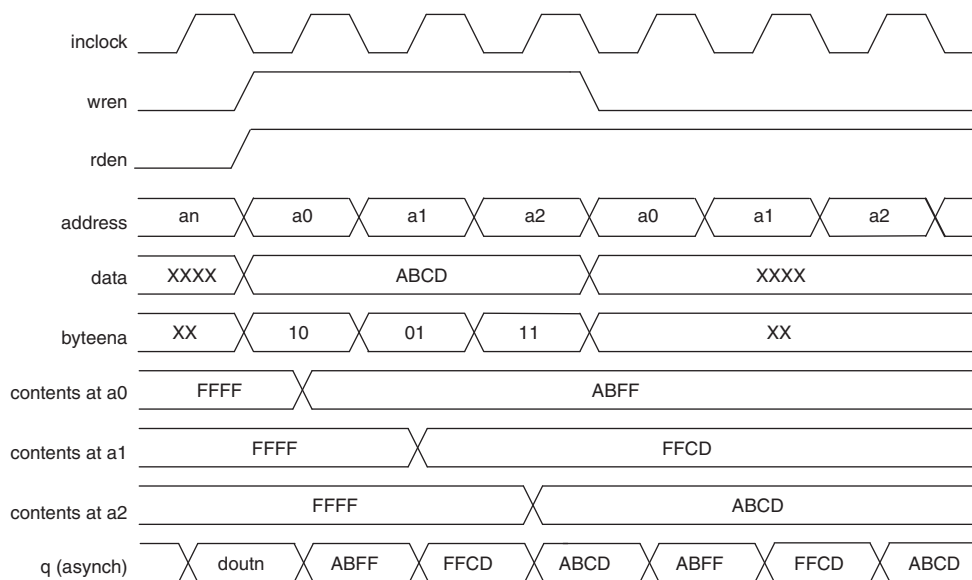 inclock
wren
rden
address an a0 a1 a2 a0 a1 a2
data XXXX ABCD XXXX
byteena XX 10 01 11 XX
contents at a0 FFFF ABFF
contents at a1 FFFF FFCD
contents at a2 FFFF ABCD
q (asynch) doutn ABFF FFCD ABCD ABFF FFCD ABCD